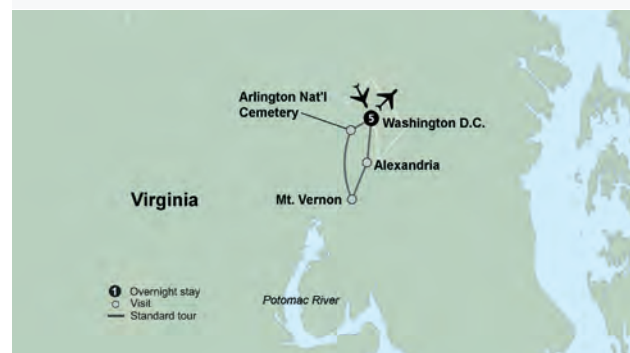 Arlington Nat'l
Cemetery
5
Washington D.C.
Alexandria
Mt. Vernon
Virginia
Potomac River
1 Overnight stay
Visit
Standard tour